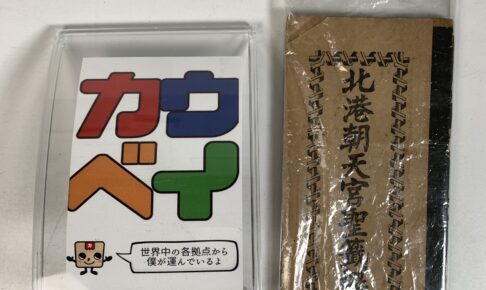 カウ
ベイ
世界中の各拠点から
僕が運んでいるよ
北港朝天宮聖籤